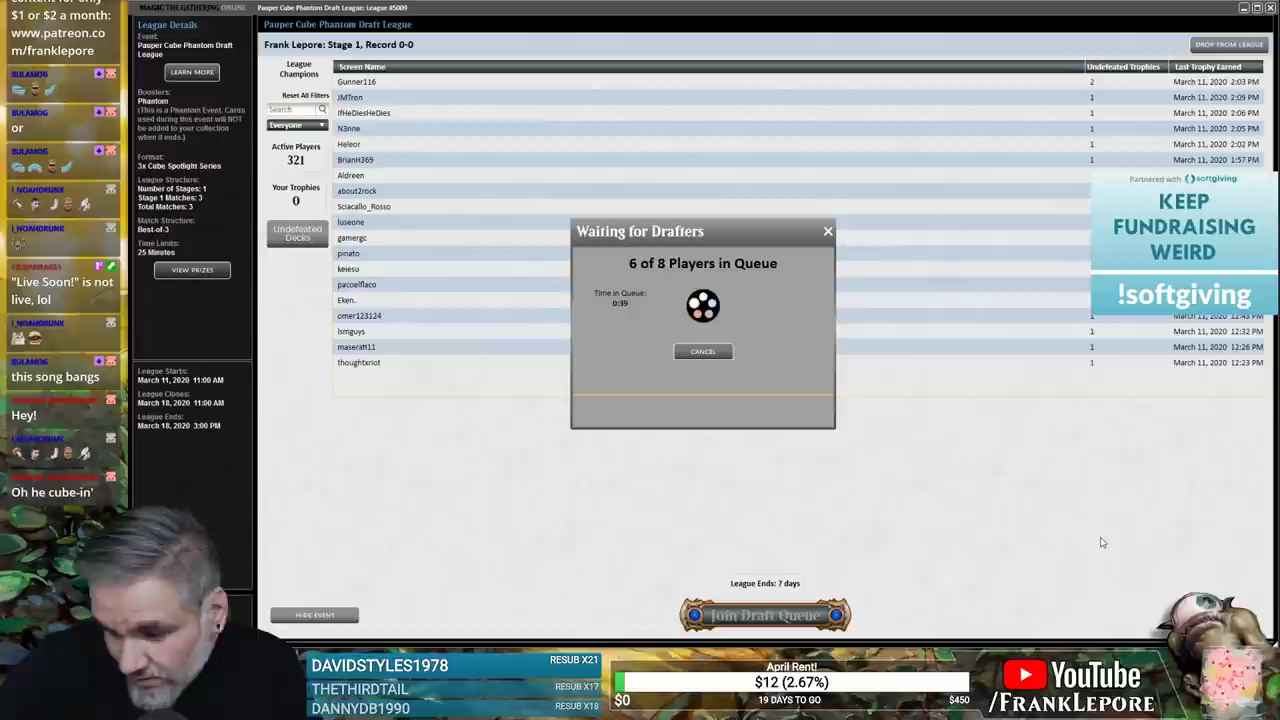 content for only
$1 or $2 a month:
www.patreon.co
m/franklepore
BULAMOG
BULAMOG
or
BULAMOG
I_NOAHDRUNK
I_NOAHDRUNK
"Live Soon!" is not
live, lol
I_NOAHDRUNK
BULAMOG
this song bangs
Hey!
I_NOAHDRUNK
Oh he cube-in'
MAGIC THE GATHERING ONLINE
Pauper Cube Phantom Draft League: League #5009
League Details
Event:
Pauper Cube Phantom Draft
League
LEARN MORE
Boosters:
Phantom
(This is a Phantom Event. Cards
used during this event will NOT
be added to your collection
when it ends.)
Format:
3x Cube Spotlight Series
League Structure:
Number of Stages: 1
Stage 1 Matches: 3
Total Matches: 3
Match Structure:
Best-of-3
Time Limits:
25 Minutes
VIEW PRIZES
League Starts:
March 11, 2020 11:00 AM
League Closes:
March 18, 2020 11:00 AM
League Ends:
March 18, 2020 3:00 PM
Pauper Cube Phantom Draft League
Frank Lepore: Stage 1, Record 0-0
DROP FROM LEAGUE
League
Champions
Reset All Filters
Search
Everyone
Active Players
321
Your Trophies
0
Undefeated
Decks
Screen Name Undefeated Trophies Last Trophy Earned
Gunner116 2 March 11, 2020 2:03 PM
JMTron 1 March 11, 2020 2:09 PM
IfHeDiesHeDies 1 March 11, 2020 2:06 PM
N3nne 1 March 11, 2020 2:05 PM
Heleor 1 March 11, 2020 2:02 PM
BrianH369 1 March 11, 2020 1:57 PM
Aldreen
about2rock
Sciacallo_Rosso
luseone
gamergc
pinato
keiesu
pacoelflaco
Eken.
omer123124 1 March 11, 2020 12:43 PM
lsmguys 1 March 11, 2020 12:32 PM
maserati11 1 March 11, 2020 12:26 PM
thoughtxriot 1 March 11, 2020 12:23 PM
Waiting for Drafters
6 of 8 Players in Queue
Time in Queue:
0:39
CANCEL
Partnered with softgiving
KEEP
FUNDRAISING
WEIRD
!softgiving
League Ends: 7 days
HIDE EVENT
Join Draft Queue
DAVIDSTYLES1978 RESUB X21
THETHIRDTAIL RESUB X17
DANNYDB1990 RESUB X18
April Rent!
$12 (2.67%)
$0 19 DAYS TO GO $450
YouTube
/FRANKLEPORE